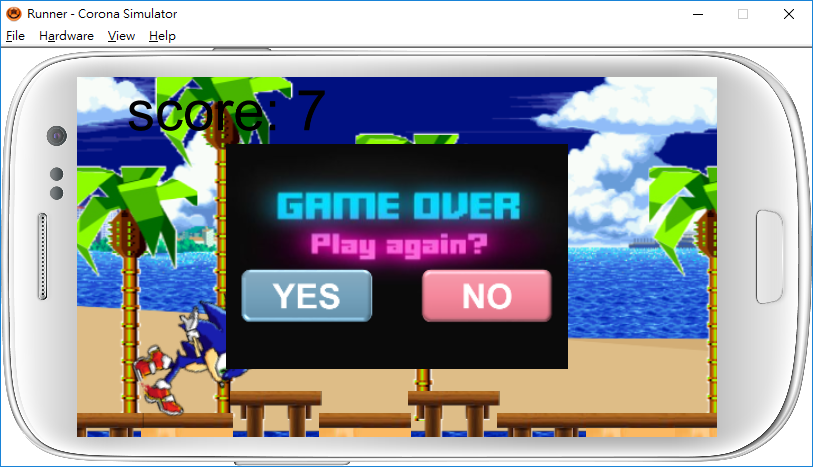 Runner - Corona Simulator
File Hardware View Help
score: 7
GAME OVER
Play again?
YES NO